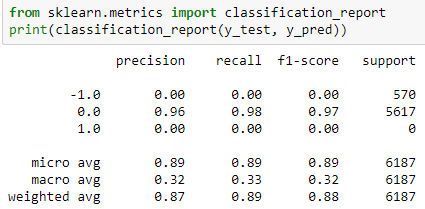 from sklearn.metrics import classification_report
print(classification_report(y_test, y_pred))
precision recall f1-score support
-1.0 0.00 0.00 0.00 570
0.0 0.96 0.98 0.97 5617
1.0 0.00 0.00 0.00 0
micro avg 0.89 0.89 0.89 6187
macro avg 0.32 0.33 0.32 6187
weighted avg 0.87 0.89 0.88 6187